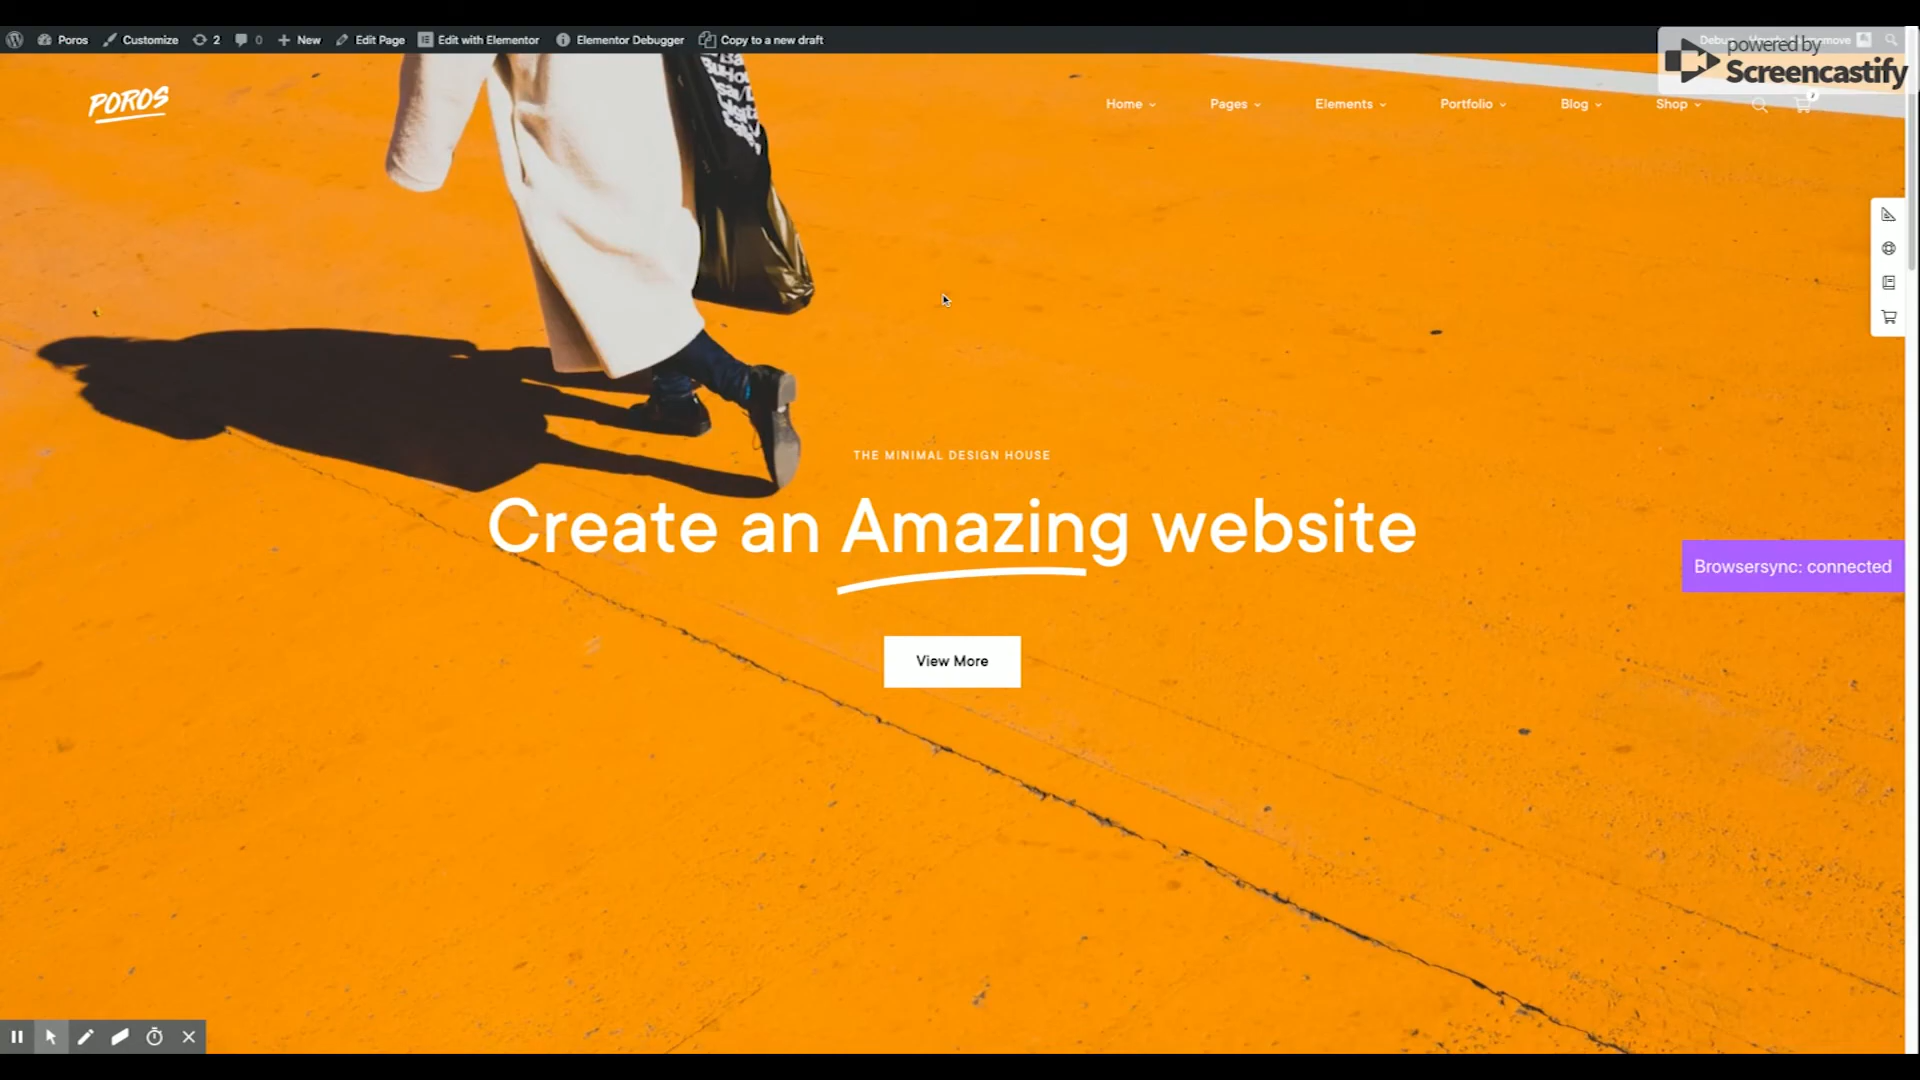 Poros Customize 2 0 New Edit Page Edit with Elementor Elementor Debugger Copy to a new draft
powered by
Screencastify
POROS
Home Pages Elements Portfolio Blog Shop
THE MINIMAL DESIGN HOUSE
Create an Amazing website
Browsersync: connected
View More